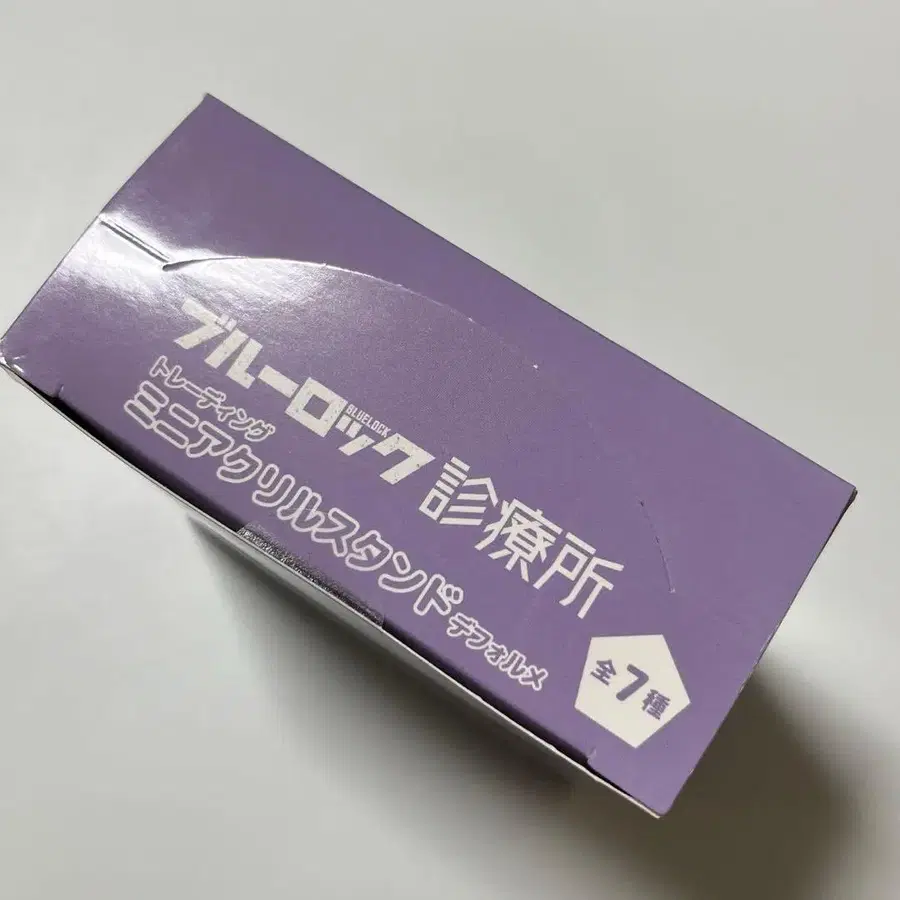 ブルーロック 診療所
BLUELOCK
トレーディング
ミニアクリルスタンド デフォルメ
全7種